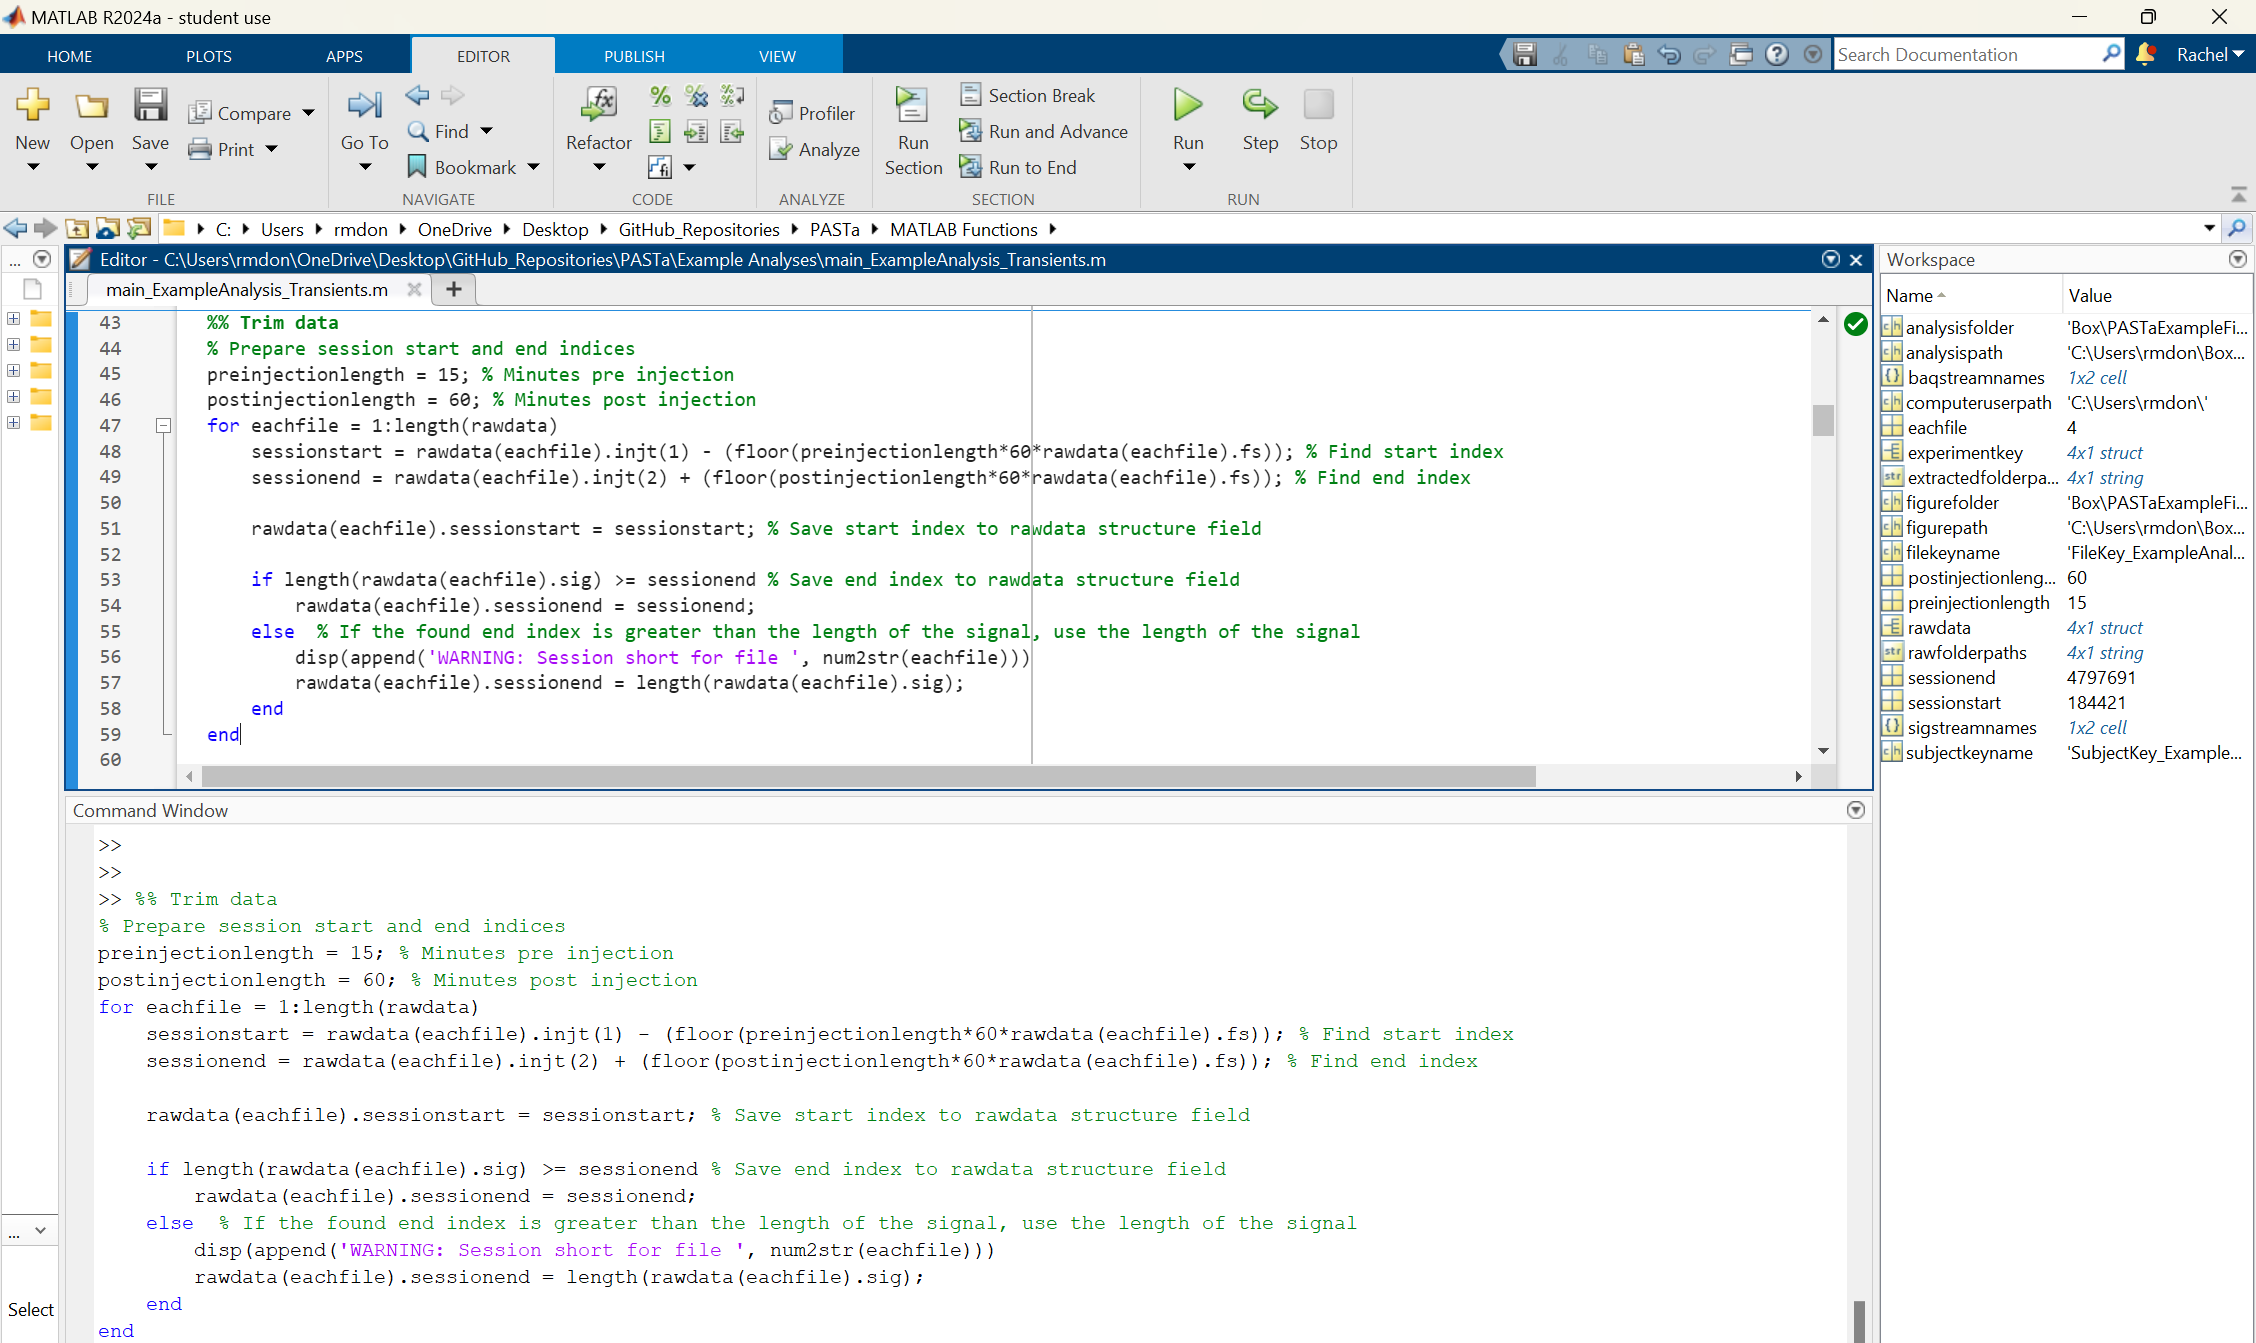 MATLAB R2024a - student use
HOME PLOTS APPS EDITOR PUBLISH VIEW
Search Documentation
Rachel
New Open Save
Compare
Print
FILE
Go To
Find
Bookmark
NAVIGATE
Refactor
CODE
Profiler
Analyze
ANALYZE
Run
Section
Section Break
Run and Advance
Run to End
SECTION
Run Step Stop
RUN
C: Users rmdon OneDrive Desktop GitHub_Repositories PASTa MATLAB Functions
...
Editor - C:\Users\rmdon\OneDrive\Desktop\GitHub_Repositories\PASTa\Example Analyses\main_ExampleAnalysis_Transients.m
main_ExampleAnalysis_Transients.m
43 %% Trim data
44 % Prepare session start and end indices
45 preinjectionlength = 15; % Minutes pre injection
46 postinjectionlength = 60; % Minutes post injection
47 for eachfile = 1:length(rawdata)
48 sessionstart = rawdata(eachfile).injt(1) - (floor(preinjectionlength*60*rawdata(eachfile).fs)); % Find start index
49 sessionend = rawdata(eachfile).injt(2) + (floor(postinjectionlength*60*rawdata(eachfile).fs)); % Find end index
50
51 rawdata(eachfile).sessionstart = sessionstart; % Save start index to rawdata structure field
52
53 if length(rawdata(eachfile).sig) >= sessionend % Save end index to rawdata structure field
54 rawdata(eachfile).sessionend = sessionend;
55 else % If the found end index is greater than the length of the signal, use the length of the signal
56 disp(append('WARNING: Session short for file ', num2str(eachfile)))
57 rawdata(eachfile).sessionend = length(rawdata(eachfile).sig);
58 end
59 end
60
Command Window
>>
>>
>> %% Trim data
% Prepare session start and end indices
preinjectionlength = 15; % Minutes pre injection
postinjectionlength = 60; % Minutes post injection
for eachfile = 1:length(rawdata)
sessionstart = rawdata(eachfile).injt(1) - (floor(preinjectionlength*60*rawdata(eachfile).fs)); % Find start index
sessionend = rawdata(eachfile).injt(2) + (floor(postinjectionlength*60*rawdata(eachfile).fs)); % Find end index
rawdata(eachfile).sessionstart = sessionstart; % Save start index to rawdata structure field
if length(rawdata(eachfile).sig) >= sessionend % Save end index to rawdata structure field
rawdata(eachfile).sessionend = sessionend;
else % If the found end index is greater than the length of the signal, use the length of the signal
disp(append('WARNING: Session short for file ', num2str(eachfile)))
rawdata(eachfile).sessionend = length(rawdata(eachfile).sig);
end
end
...
Select
Workspace
Name Value
analysisfolder 'Box\PASTaExampleFi...
analysispath 'C:\Users\rmdon\Box...
baqstreamnames 1x2 cell
computeruserpath 'C:\Users\rmdon\'
eachfile 4
experimentkey 4x1 struct
extractedfolderpa... 4x1 string
figurefolder 'Box\PASTaExampleFi...
figurepath 'C:\Users\rmdon\Box...
filekeyname 'FileKey_ExampleAnal...
postinjectionleng... 60
preinjectionlength 15
rawdata 4x1 struct
rawfolderpaths 4x1 string
sessionend 4797691
sessionstart 184421
sigstreamnames 1x2 cell
subjectkeyname 'SubjectKey_Example...